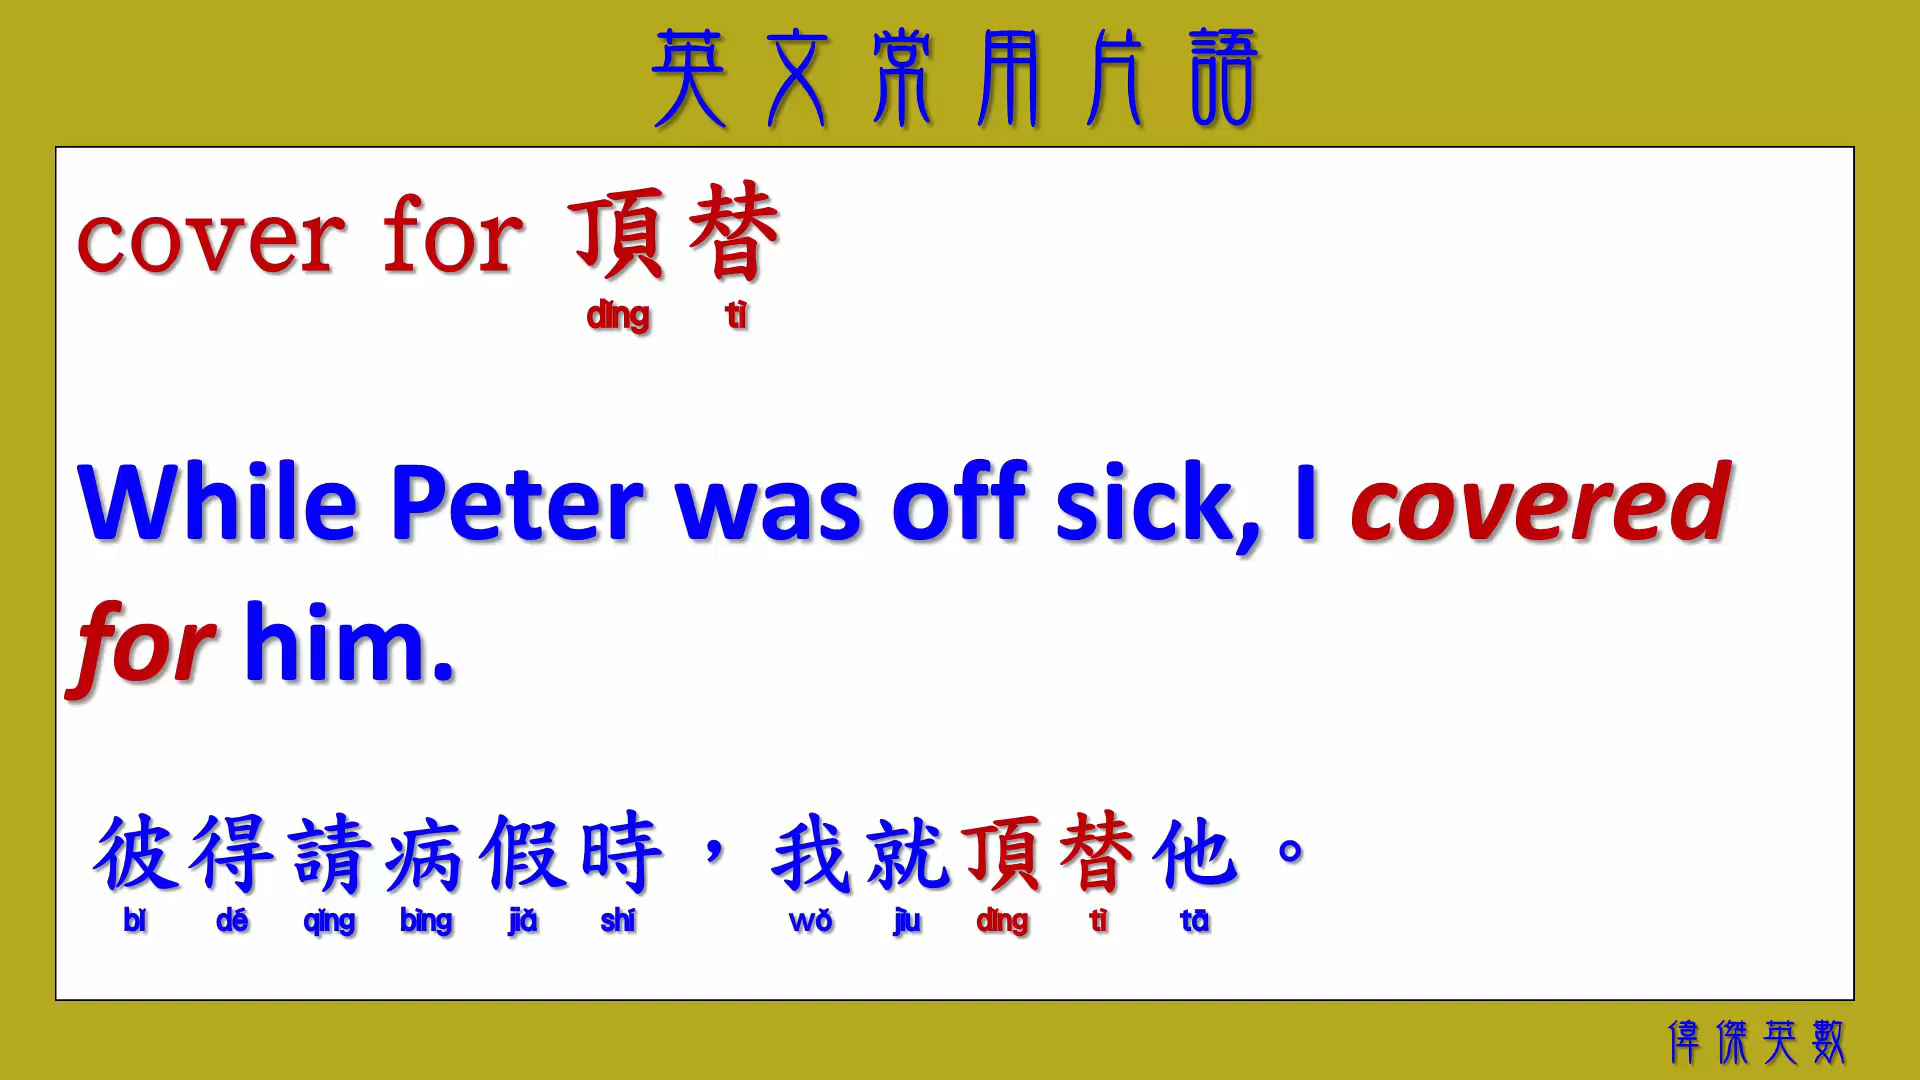 英文常用片語
cover for 頂替
dǐng tì
While Peter was off sick, I covered
for him.
彼得請病假時，我就頂替他。
bǐ dé qǐng bìng jiǎ shí wǒ jiù dǐng tì tā
偉傑英數